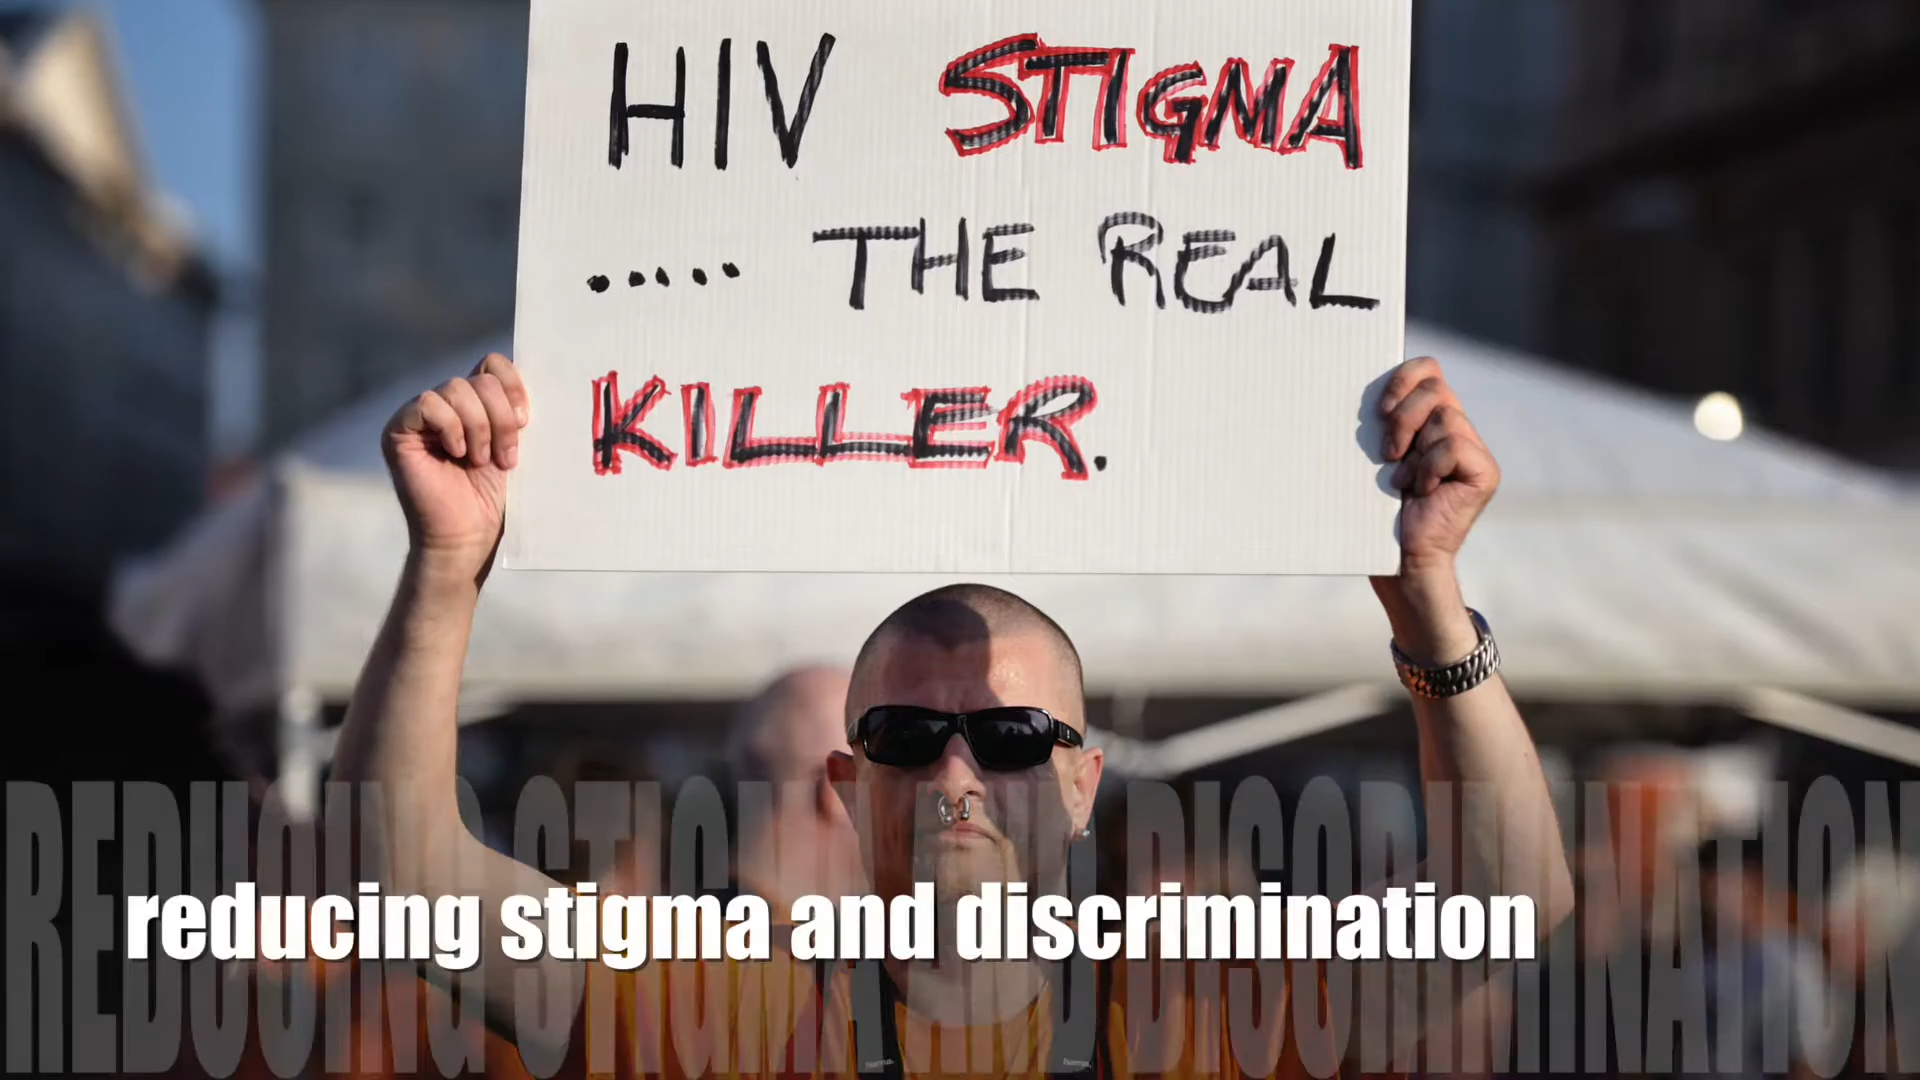 HIV STIGMA
..... THE REAL
KILLER.
REDUCING STIGMA AND DISCRIMINATION
reducing stigma and discrimination